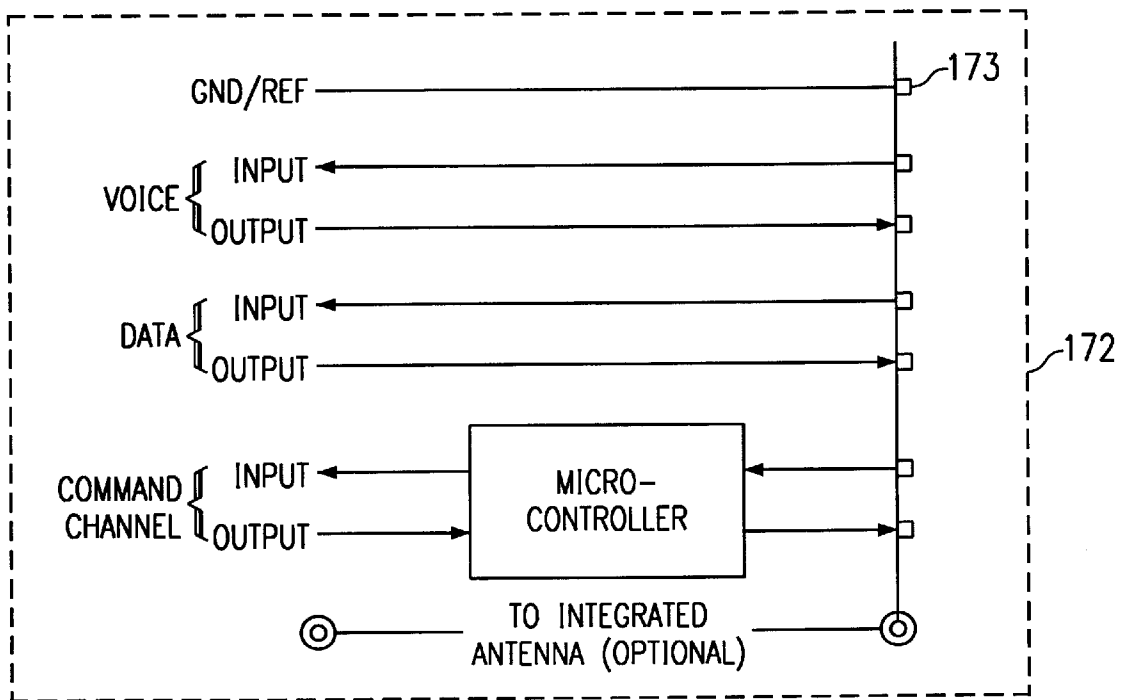 GND/REF
173
VOICE
INPUT
OUTPUT
DATA
INPUT
OUTPUT
172
COMMAND
CHANNEL
INPUT
OUTPUT
MICRO-
CONTROLLER
TO INTEGRATED
ANTENNA (OPTIONAL)